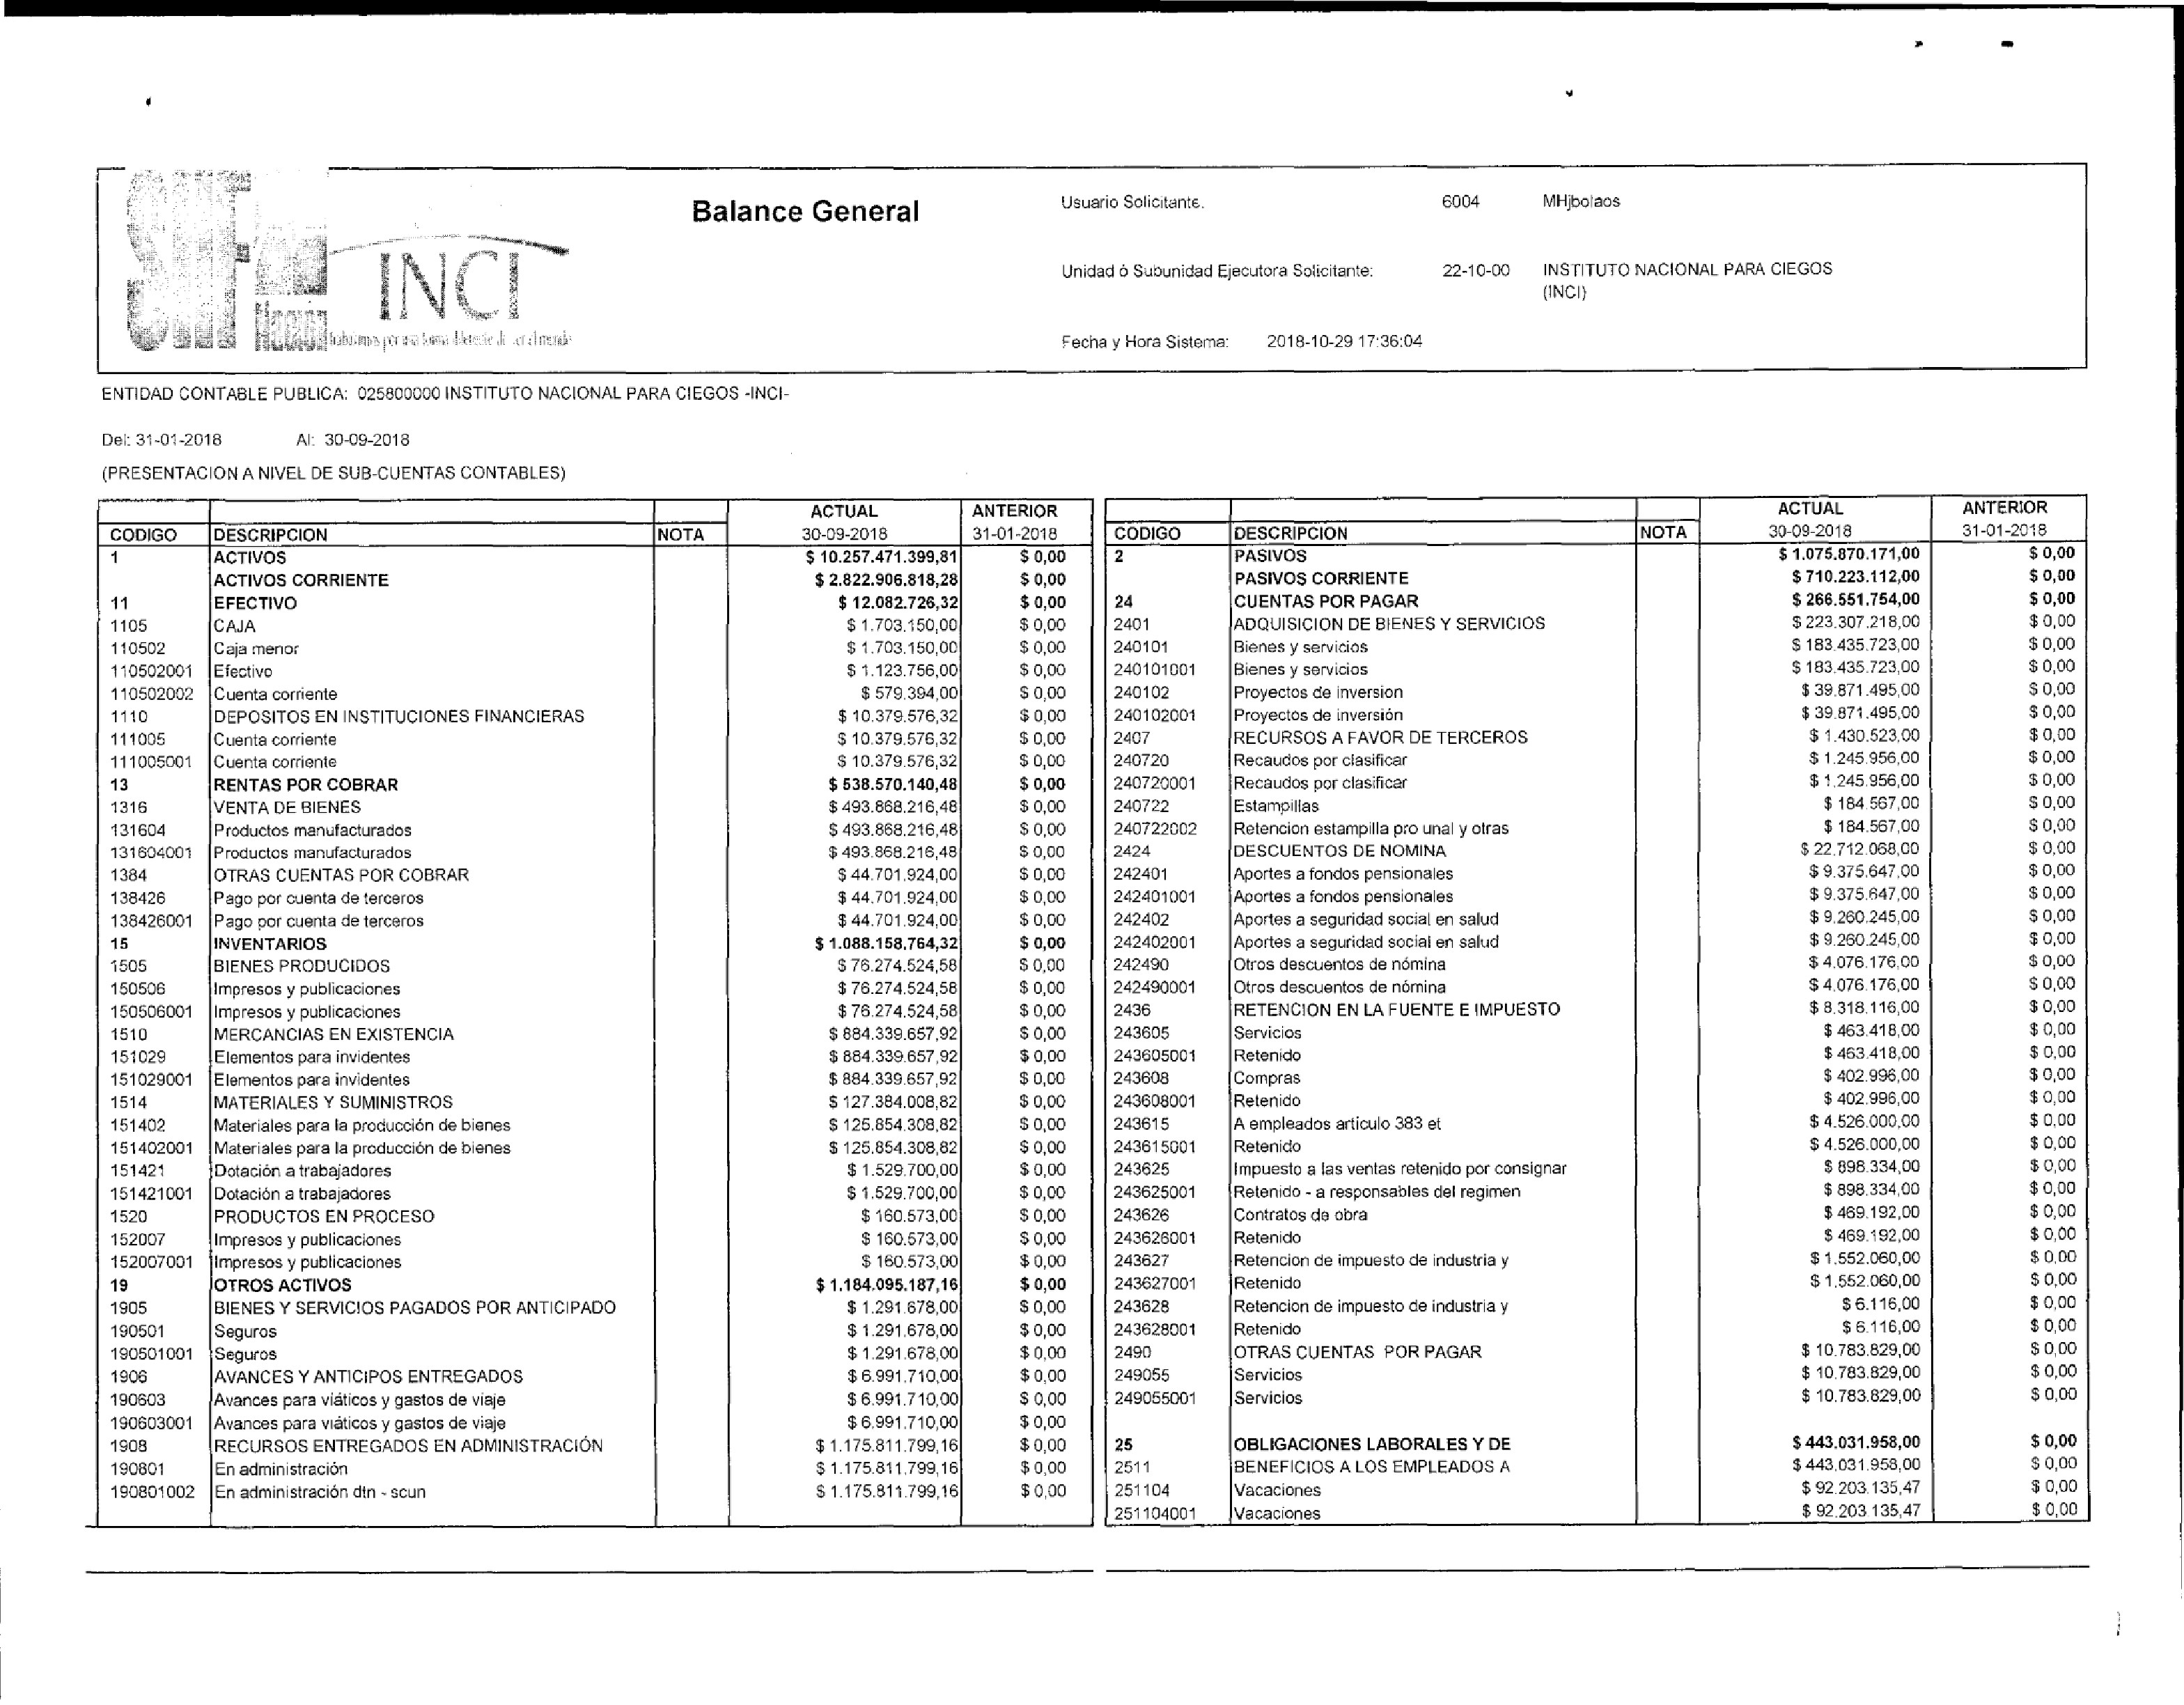 Balance General
Usuario Solicitante. 6004 MHjbolaos
Unidad ó Subunidad Ejecutora Solicitante: 22-10-00 INSTITUTO NACIONAL PARA CIEGOS
(INCI)
Fecha y Hora Sistema: 2018-10-29 17:36:04
INCI
ENTIDAD CONTABLE PUBLICA: 025800000 INSTITUTO NACIONAL PARA CIEGOS -INCI-
Del: 31-01-2018 Al: 30-09-2018
(PRESENTACION A NIVEL DE SUB-CUENTAS CONTABLES)
ACTUAL ANTERIOR
CODIGO DESCRIPCION NOTA 30-09-2018 31-01-2018
1 ACTIVOS $ 10.257.471.399,81 $ 0,00
ACTIVOS CORRIENTE $ 2.822.906.818,28 $ 0,00
11 EFECTIVO $ 12.082.726,32 $ 0,00
1105 CAJA $ 1.703.150,00 $ 0,00
110502 Caja menor $ 1.703.150,00 $ 0,00
110502001 Efectivo $ 1.123.756,00 $ 0,00
110502002 Cuenta corriente $ 579.394,00 $ 0,00
1110 DEPOSITOS EN INSTITUCIONES FINANCIERAS $ 10.379.576,32 $ 0,00
111005 Cuenta corriente $ 10.379.576,32 $ 0,00
111005001 Cuenta corriente $ 10.379.576,32 $ 0,00
13 RENTAS POR COBRAR $ 538.570.140,48 $ 0,00
1316 VENTA DE BIENES $ 493.868.216,48 $ 0,00
131604 Productos manufacturados $ 493.868.216,48 $ 0,00
131604001 Productos manufacturados $ 493.868.216,48 $ 0,00
1384 OTRAS CUENTAS POR COBRAR $ 44.701.924,00 $ 0,00
138426 Pago por cuenta de terceros $ 44.701.924,00 $ 0,00
138426001 Pago por cuenta de terceros $ 44.701.924,00 $ 0,00
15 INVENTARIOS $ 1.088.158.764,32 $ 0,00
1505 BIENES PRODUCIDOS $ 76.274.524,58 $ 0,00
150506 Impresos y publicaciones $ 76.274.524,58 $ 0,00
150506001 Impresos y publicaciones $ 76.274.524,58 $ 0,00
1510 MERCANCIAS EN EXISTENCIA $ 884.339.657,92 $ 0,00
151029 Elementos para invidentes $ 884.339.657,92 $ 0,00
151029001 Elementos para invidentes $ 884.339.657,92 $ 0,00
1514 MATERIALES Y SUMINISTROS $ 127.384.008,82 $ 0,00
151402 Materiales para la producción de bienes $ 125.854.308,82 $ 0,00
151402001 Materiales para la producción de bienes $ 125.854.308,82 $ 0,00
151421 Dotación a trabajadores $ 1.529.700,00 $ 0,00
151421001 Dotación a trabajadores $ 1.529.700,00 $ 0,00
1520 PRODUCTOS EN PROCESO $ 160.573,00 $ 0,00
152007 Impresos y publicaciones $ 160.573,00 $ 0,00
152007001 Impresos y publicaciones $ 160.573,00 $ 0,00
19 OTROS ACTIVOS $ 1.184.095.187,16 $ 0,00
1905 BIENES Y SERVICIOS PAGADOS POR ANTICIPADO $ 1.291.678,00 $ 0,00
190501 Seguros $ 1.291.678,00 $ 0,00
190501001 Seguros $ 1.291.678,00 $ 0,00
1906 AVANCES Y ANTICIPOS ENTREGADOS $ 6.991.710,00 $ 0,00
190603 Avances para viáticos y gastos de viaje $ 6.991.710,00 $ 0,00
190603001 Avances para viáticos y gastos de viaje $ 6.991.710,00 $ 0,00
1908 RECURSOS ENTREGADOS EN ADMINISTRACIÓN $ 1.175.811.799,16 $ 0,00
190801 En administración $ 1.175.811.799,16 $ 0,00
190801002 En administración dtn - scun $ 1.175.811.799,16 $ 0,00
ACTUAL ANTERIOR
CODIGO DESCRIPCION NOTA 30-09-2018 31-01-2018
2 PASIVOS $ 1.075.870.171,00 $ 0,00
PASIVOS CORRIENTE $ 710.223.112,00 $ 0,00
24 CUENTAS POR PAGAR $ 266.551.754,00 $ 0,00
2401 ADQUISICION DE BIENES Y SERVICIOS $ 223.307.218,00 $ 0,00
240101 Bienes y servicios $ 183.435.723,00 $ 0,00
240101001 Bienes y servicios $ 183.435.723,00 $ 0,00
240102 Proyectos de inversion $ 39.871.495,00 $ 0,00
240102001 Proyectos de inversión $ 39.871.495,00 $ 0,00
2407 RECURSOS A FAVOR DE TERCEROS $ 1.430.523,00 $ 0,00
240720 Recaudos por clasificar $ 1.245.956,00 $ 0,00
240720001 Recaudos por clasificar $ 1.245.956,00 $ 0,00
240722 Estampillas $ 184.567,00 $ 0,00
240722002 Retencion estampilla pro unal y otras $ 184.567,00 $ 0,00
2424 DESCUENTOS DE NOMINA $ 22.712.068,00 $ 0,00
242401 Aportes a fondos pensionales $ 9.375.647,00 $ 0,00
242401001 Aportes a fondos pensionales $ 9.375.647,00 $ 0,00
242402 Aportes a seguridad social en salud $ 9.260.245,00 $ 0,00
242402001 Aportes a seguridad social en salud $ 9.260.245,00 $ 0,00
242490 Otros descuentos de nómina $ 4.076.176,00 $ 0,00
242490001 Otros descuentos de nómina $ 4.076.176,00 $ 0,00
2436 RETENCION EN LA FUENTE E IMPUESTO $ 8.318.116,00 $ 0,00
243605 Servicios $ 463.418,00 $ 0,00
243605001 Retenido $ 463.418,00 $ 0,00
243608 Compras $ 402.996,00 $ 0,00
243608001 Retenido $ 402.996,00 $ 0,00
243615 A empleados articulo 383 et $ 4.526.000,00 $ 0,00
243615001 Retenido $ 4.526.000,00 $ 0,00
243625 Impuesto a las ventas retenido por consignar $ 898.334,00 $ 0,00
243625001 Retenido - a responsables del regimen $ 898.334,00 $ 0,00
243626 Contratos de obra $ 469.192,00 $ 0,00
243626001 Retenido $ 469.192,00 $ 0,00
243627 Retencion de impuesto de industria y $ 1.552.060,00 $ 0,00
243627001 Retenido $ 1.552.060,00 $ 0,00
243628 Retencion de impuesto de industria y $ 6.116,00 $ 0,00
243628001 Retenido $ 6.116,00 $ 0,00
2490 OTRAS CUENTAS POR PAGAR $ 10.783.829,00 $ 0,00
249055 Servicios $ 10.783.829,00 $ 0,00
249055001 Servicios $ 10.783.829,00 $ 0,00
25 OBLIGACIONES LABORALES Y DE $ 443.031.958,00 $ 0,00
2511 BENEFICIOS A LOS EMPLEADOS A $ 443.031.958,00 $ 0,00
251104 Vacaciones $ 92.203.135,47 $ 0,00
251104001 Vacaciones $ 92.203.135,47 $ 0,00